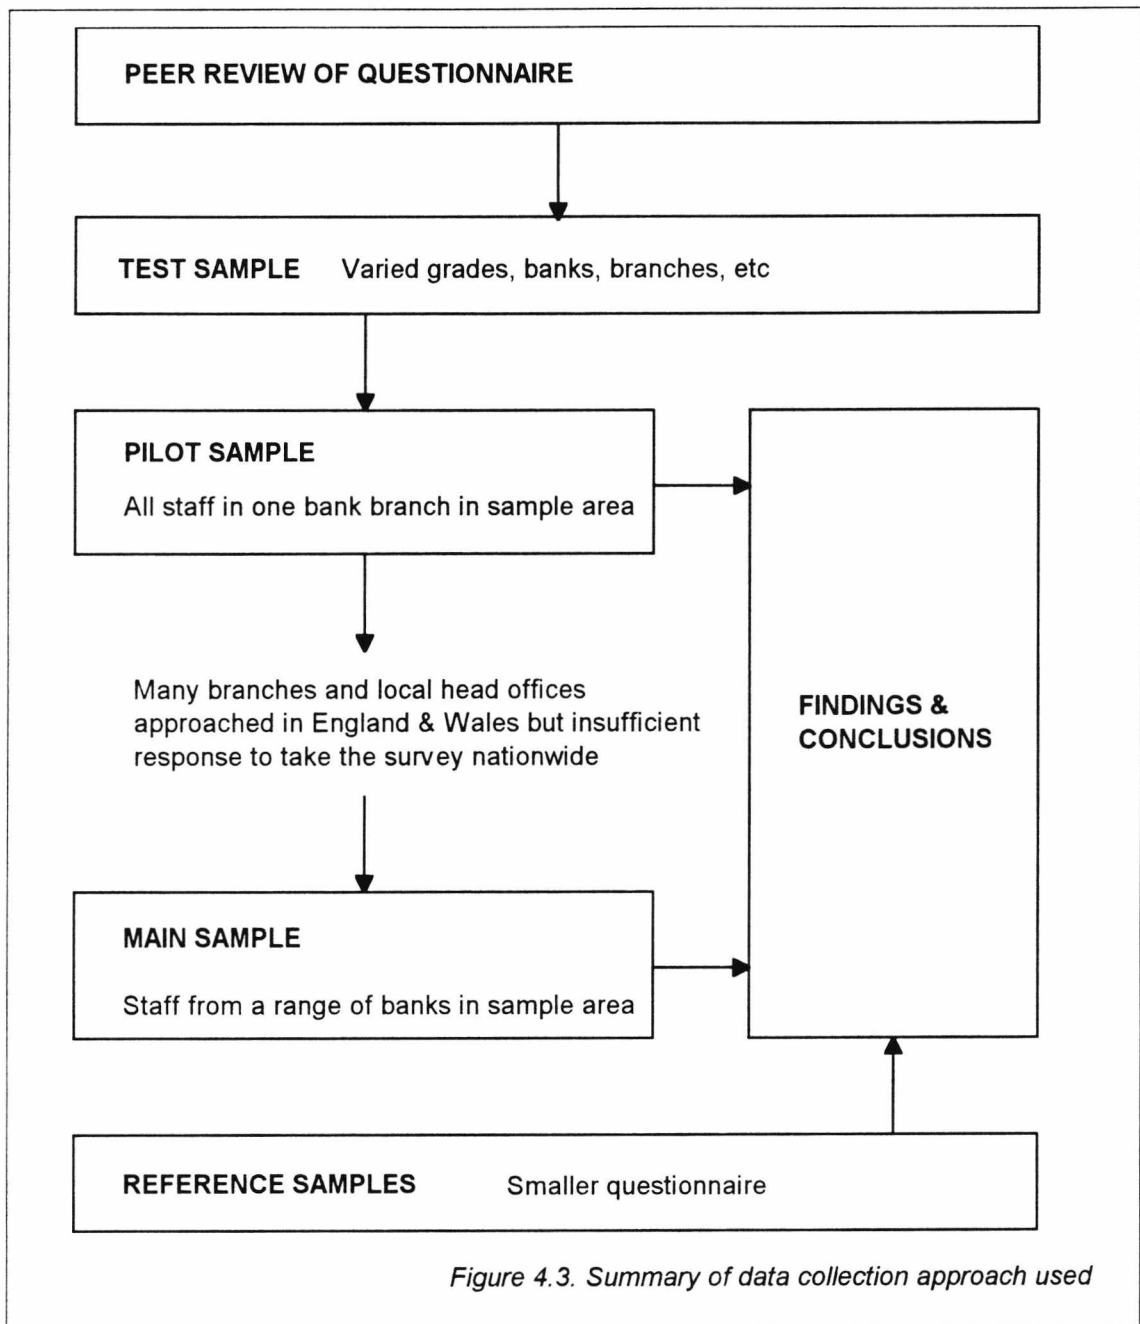 PEER REVIEW OF QUESTIONNAIRE
TEST SAMPLE Varied grades, banks, branches, etc
PILOT SAMPLE
All staff in one bank branch in sample area
Many branches and local head offices
approached in England & Wales but insufficient
response to take the survey nationwide
FINDINGS &
CONCLUSIONS
MAIN SAMPLE
Staff from a range of banks in sample area
REFERENCE SAMPLES Smaller questionnaire
Figure 4.3. Summary of data collection approach used